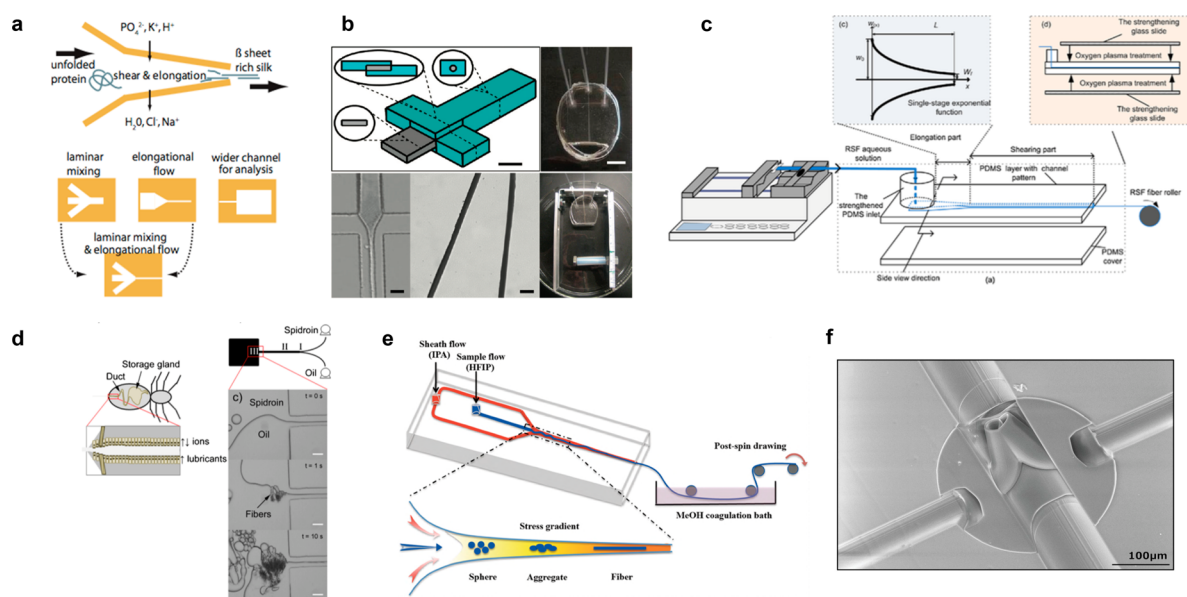 a
PO₄²⁻, K⁺, H⁺
unfolded
protein
shear & elongation
ß sheet
rich silk
H₂0, Cl⁻, Na⁺
laminar
mixing
elongational
flow
wider channel
for analysis
laminar mixing
& elongational flow
b
c
(c)
L
W₀
Wf
x
Single-stage exponential
function
(d)
The strengthening
glass slide
Oxygen plasma treatment
Oxygen plasma treatment
The strengthening
glass slide
Elongation part
RSF aqueous
solution
Shearing part
PDMS layer with channel
pattern
The
strengthened
PDMS inlet
RSF fiber roller
PDMS
cover
Side view direction
(a)
d
Storage gland
Duct
ions
lubricants
Spidroin
II
I
III
Oil
c)
t = 0 s
Spidroin
Oil
t = 1 s
Fibers
t = 10 s
e
Sheath flow
(IPA)
Sample flow
(HFIP)
Post-spin drawing
MeOH coagulation bath
Stress gradient
Sphere
Aggregate
Fiber
f
100µm